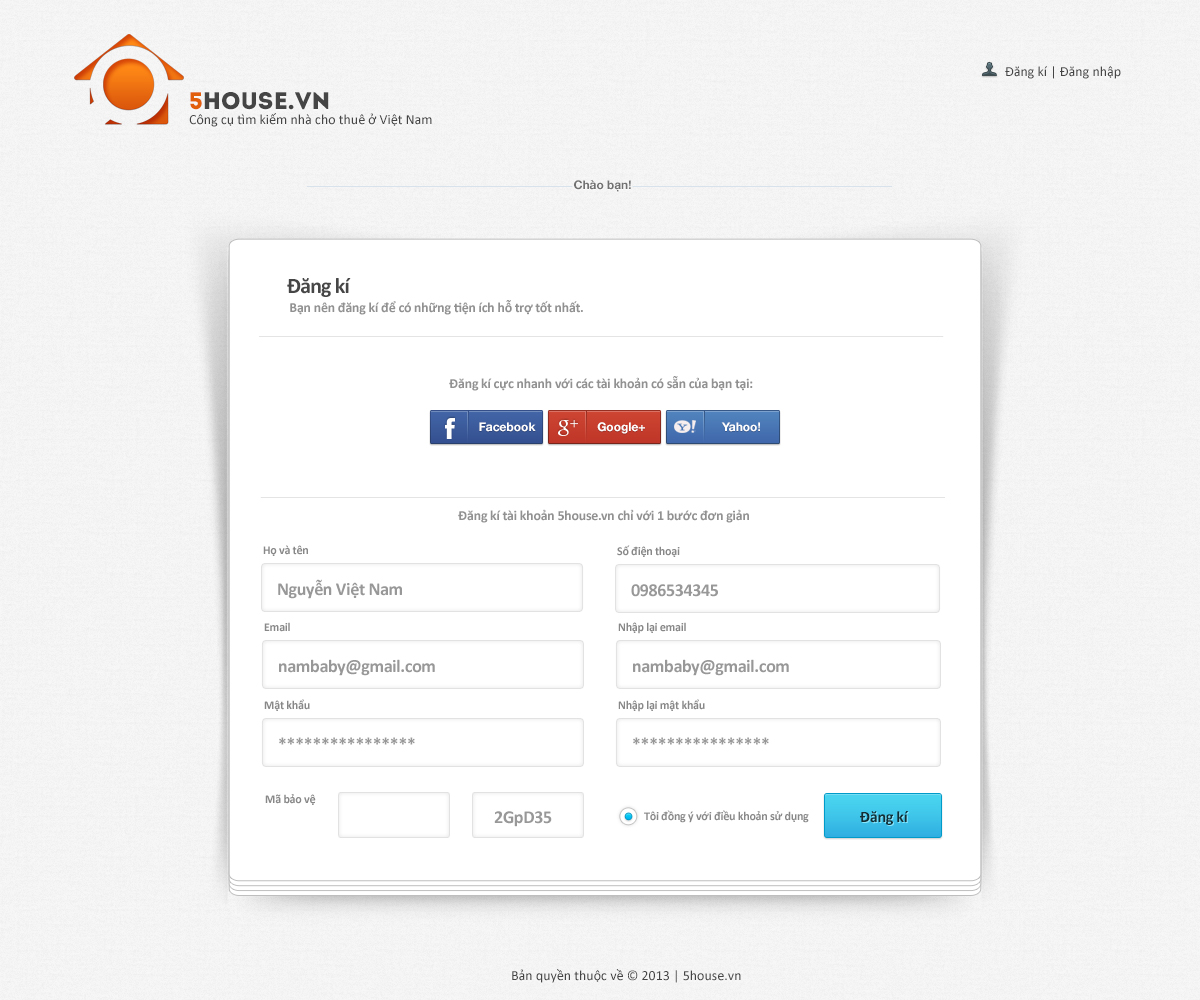 5HOUSE.VN
Công cụ tìm kiếm nhà cho thuê ở Việt Nam
Đăng kí | Đăng nhập
Chào bạn!
Đăng kí
Bạn nên đăng kí để có những tiện ích hỗ trợ tốt nhất.
Đăng kí cực nhanh với các tài khoản có sẵn của bạn tại:
f Facebook
g+ Google+
Y! Yahoo!
Đăng kí tài khoản 5house.vn chỉ với 1 bước đơn giản
Họ và tên
Số điện thoại
Nguyễn Việt Nam
0986534345
Email
Nhập lại email
nambaby@gmail.com
nambaby@gmail.com
Mật khẩu
Nhập lại mật khẩu
****************
****************
Mã bảo vệ
2GpD35
Tôi đồng ý với điều khoản sử dụng
Đăng kí
Bản quyền thuộc về © 2013 | 5house.vn